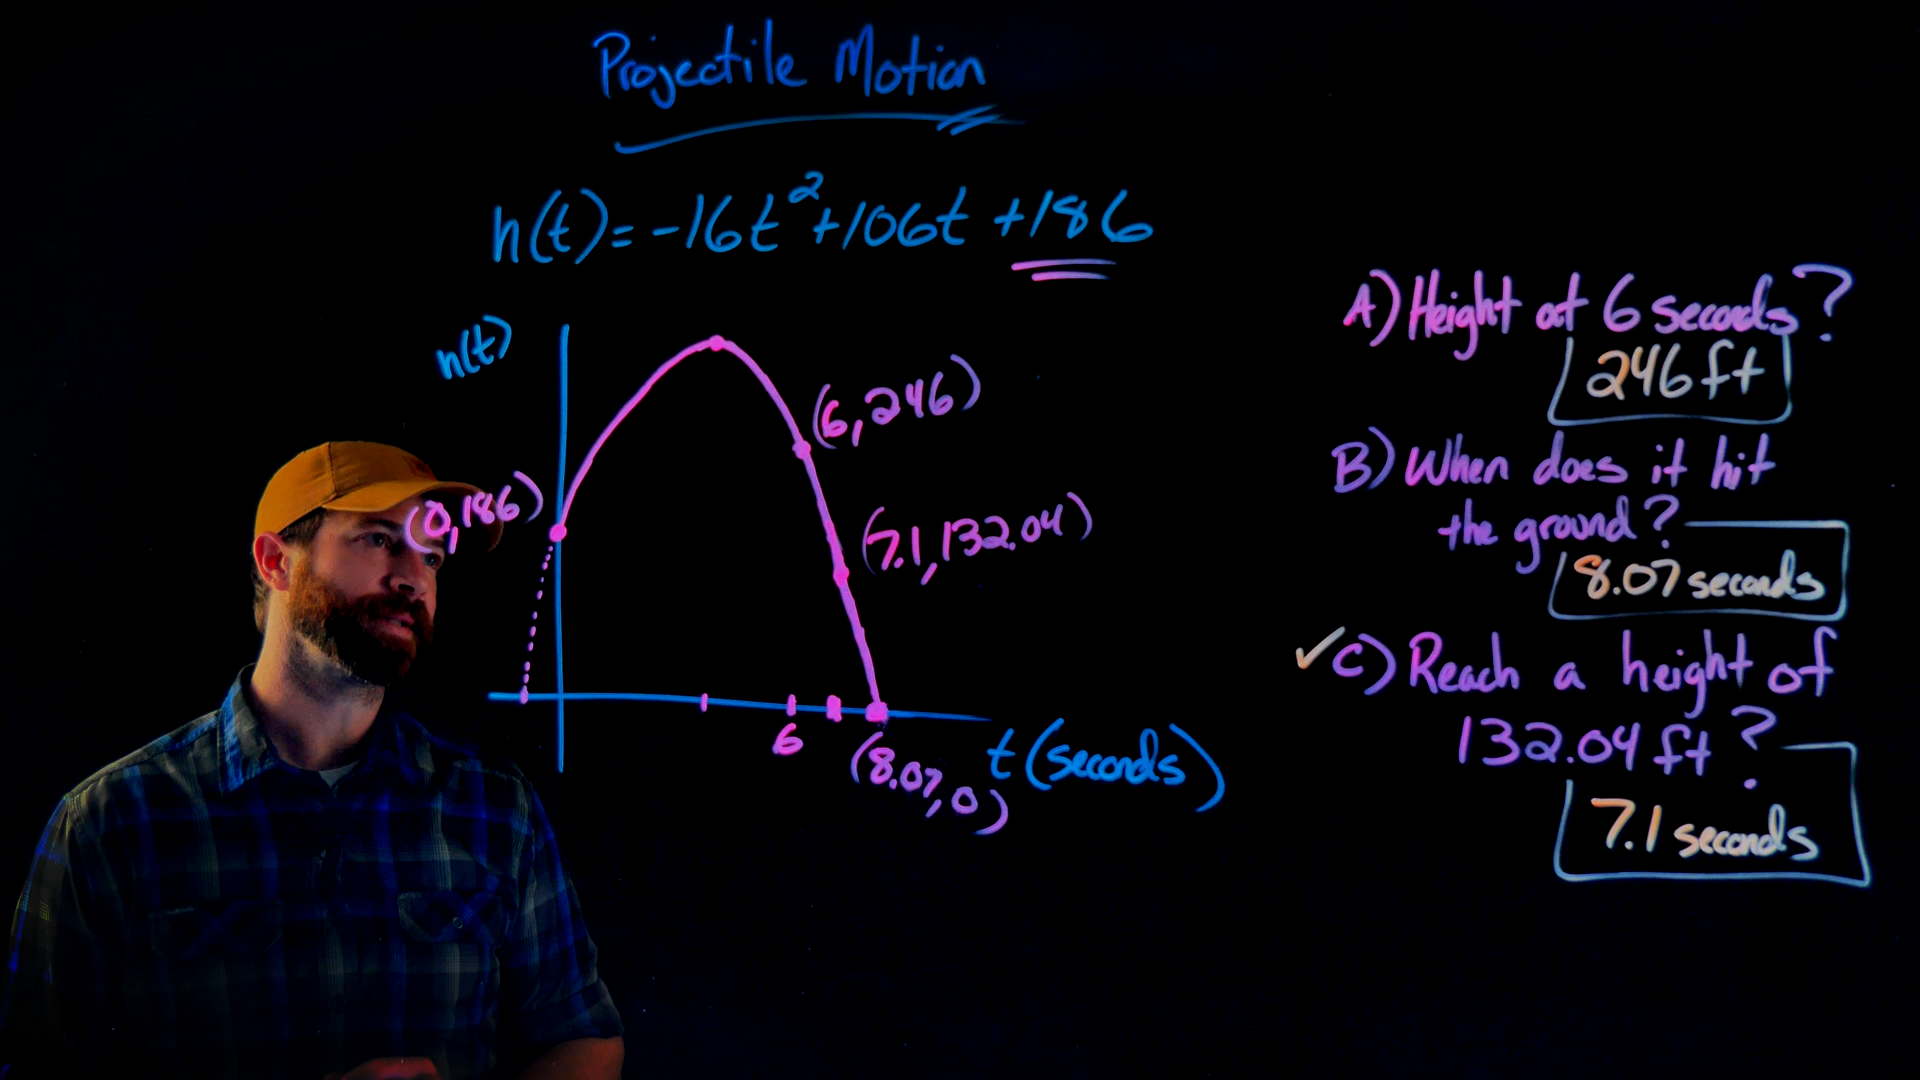 Projectile Motion
h(t)=-16t²+106t+186
h(t)
(0,186)
(6,246)
(7.1,132.04)
6
(8.07,0)
t(seconds)
A) Height at 6 seconds?
246ft
B) When does it hit
the ground?
8.07 seconds
✓ C) Reach a height of
132.04 ft?
7.1 seconds